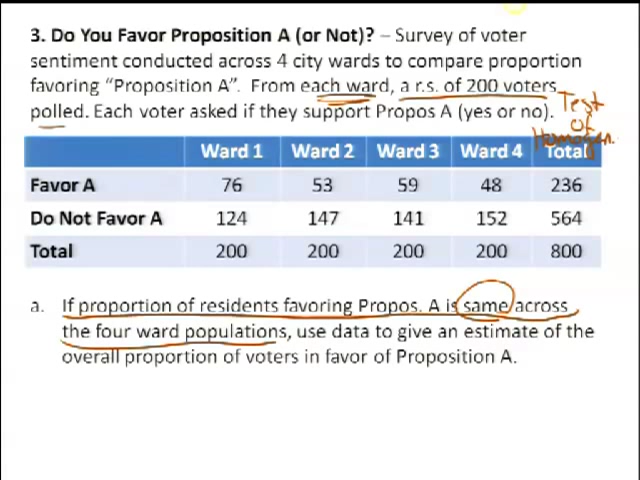 3. Do You Favor Proposition A (or Not)? – Survey of voter
sentiment conducted across 4 city wards to compare proportion
favoring “Proposition A”. From each ward, a r.s. of 200 voters
polled. Each voter asked if they support Propos A (yes or no).
Test
of
Homogen.
Ward 1 Ward 2 Ward 3 Ward 4 Total
Favor A 76 53 59 48 236
Do Not Favor A 124 147 141 152 564
Total 200 200 200 200 800
a. If proportion of residents favoring Propos. A is same across
the four ward populations, use data to give an estimate of the
overall proportion of voters in favor of Proposition A.